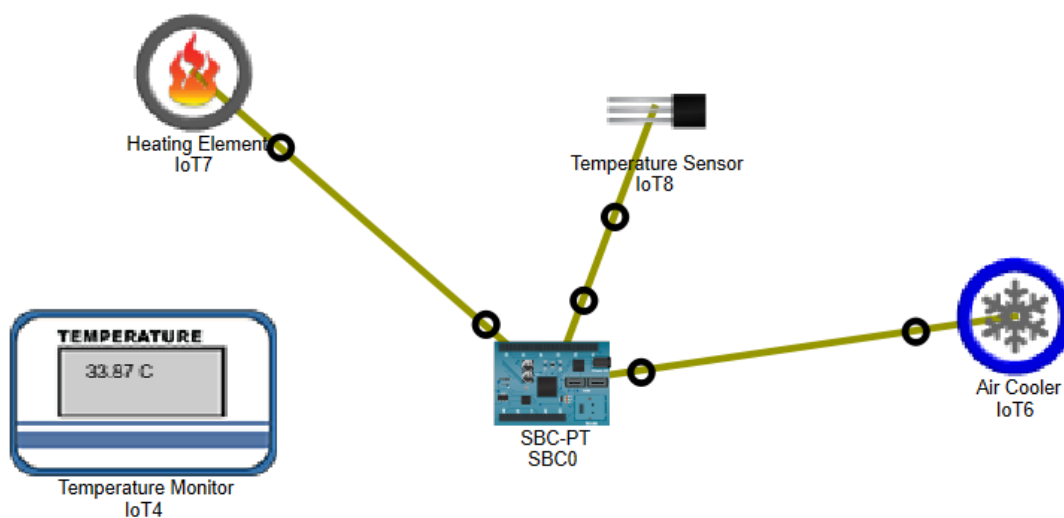 Heating Element
IoT7
Temperature Sensor
IoT8
TEMPERATURE
33.87 C
Temperature Monitor
IoT4
SBC-PT
SBC0
Air Cooler
IoT6